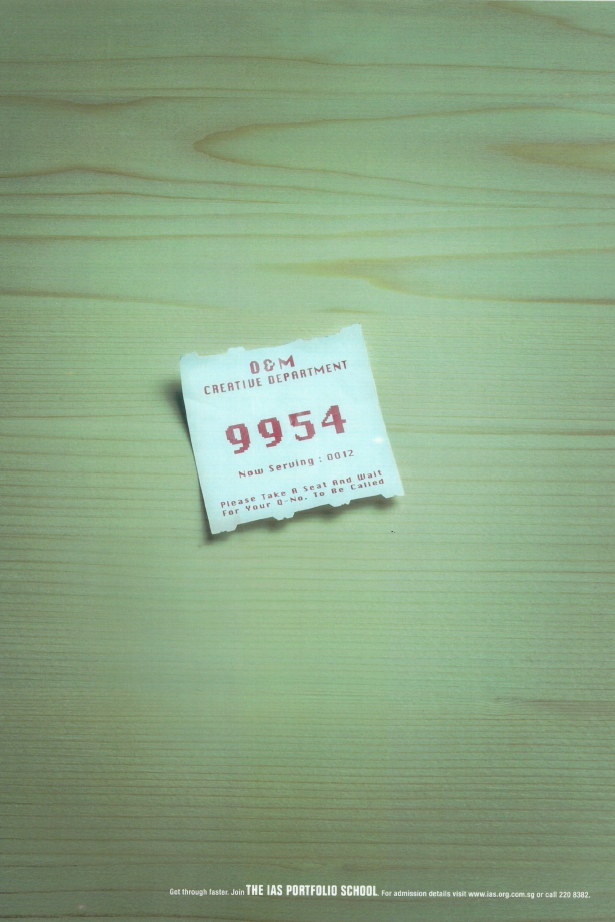 O&M
CREATIVE DEPARTMENT
9954
Now Serving : 0012
Please Take A Seat And Wait
For Your Q-No. To Be Called
Get through faster. Join THE IAS PORTFOLIO SCHOOL. For admission details visit www.ias.org.com.sg or call 220 8382.